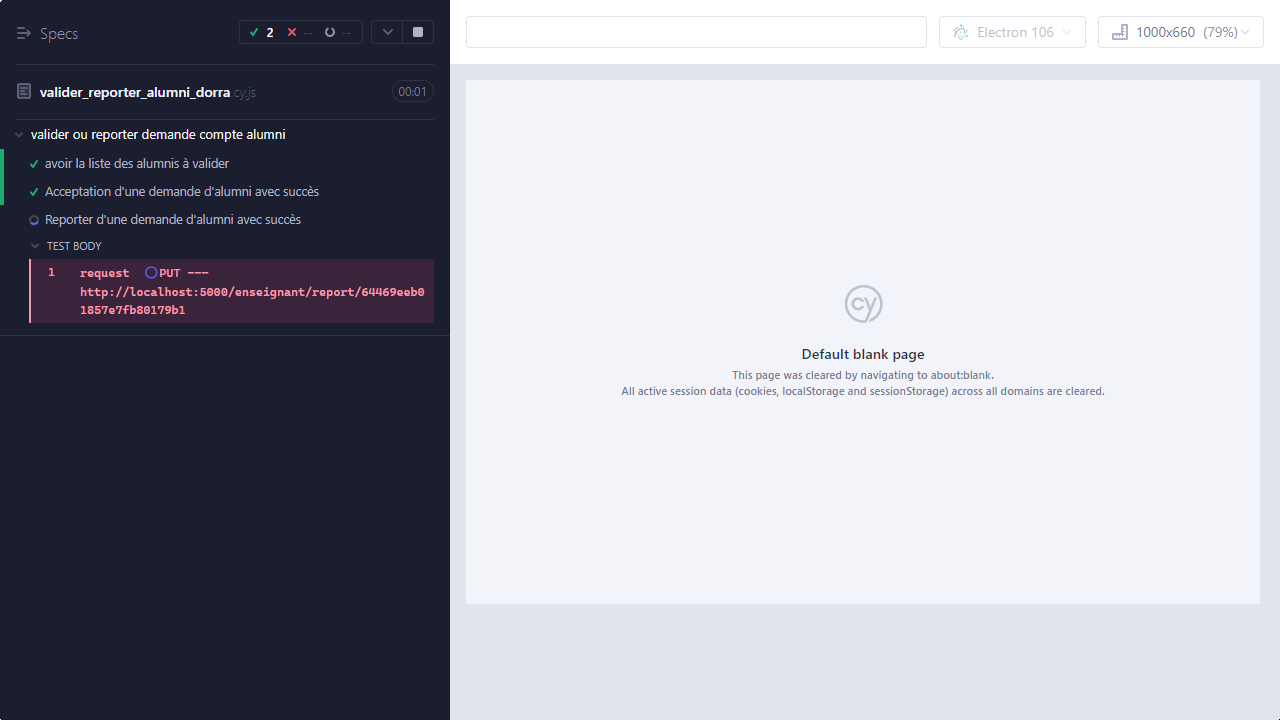 Specs
2 -- --
valider_reporter_alumni_dorra.cy.js 00:01
valider ou reporter demande compte alumni
avoir la liste des alumnis à valider
Acceptation d'une demande d'alumni avec succès
Reporter d'une demande d'alumni avec succès
TEST BODY
1 request PUT ---
http://localhost:5000/enseignant/report/64469eeb0
1857e7fb80179b1
Electron 106
1000x660 (79%)
cy
Default blank page
This page was cleared by navigating to about:blank.
All active session data (cookies, localStorage and sessionStorage) across all domains are cleared.